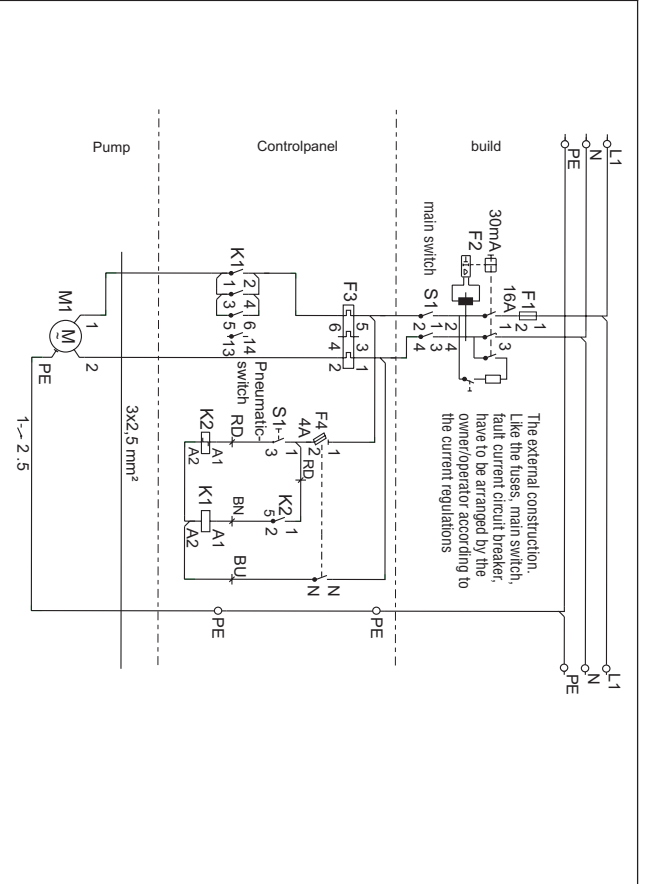 L1
N
PE
L1
N
PE
build
Controlpanel
Pump
The external construction.
Like the fuses, main switch,
fault current circuit breaker,
have to be arranged by the
owner/operator according to
the current regulations
F1
16A
1
2
30mA
F2
1
3
2
4
main switch
S1
1
3
2
4
F3
5
3
1
6
4
2
F4
4A
1
2
N
N
PE
RD
S1
1
3
Pneumatic-
switch
K2
1
5
2
RD
BN
BU
K1
2
4
6
.14
1
3
5
13
K2
A1
A2
K1
A1
A2
PE
3x2,5 mm²
M1
M
~
1
2
PE
1~ 2 .5